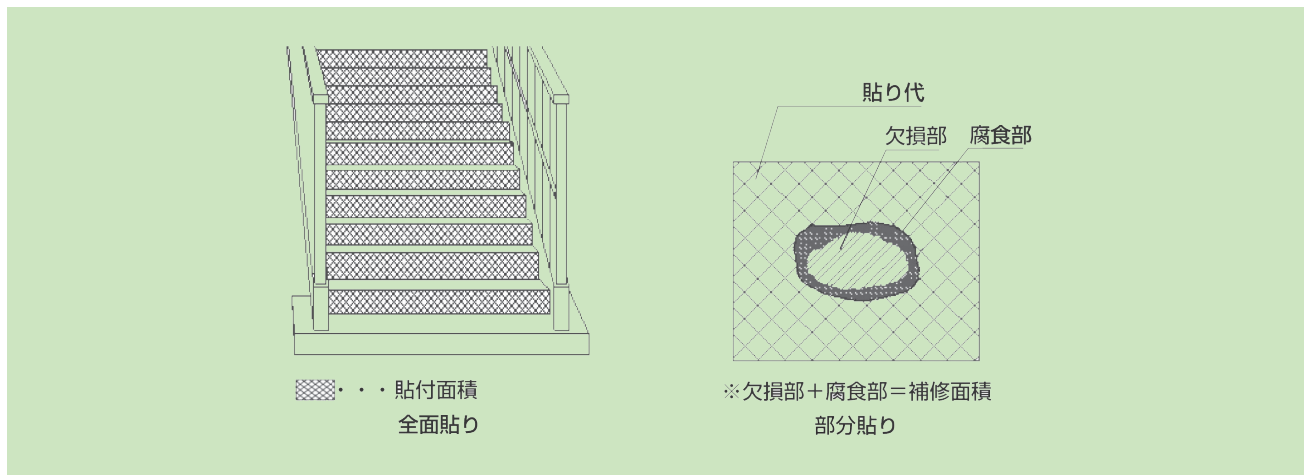 貼り代
欠損部
腐食部
・・・貼付面積
全面貼り
※欠損部＋腐食部＝補修面積
部分貼り